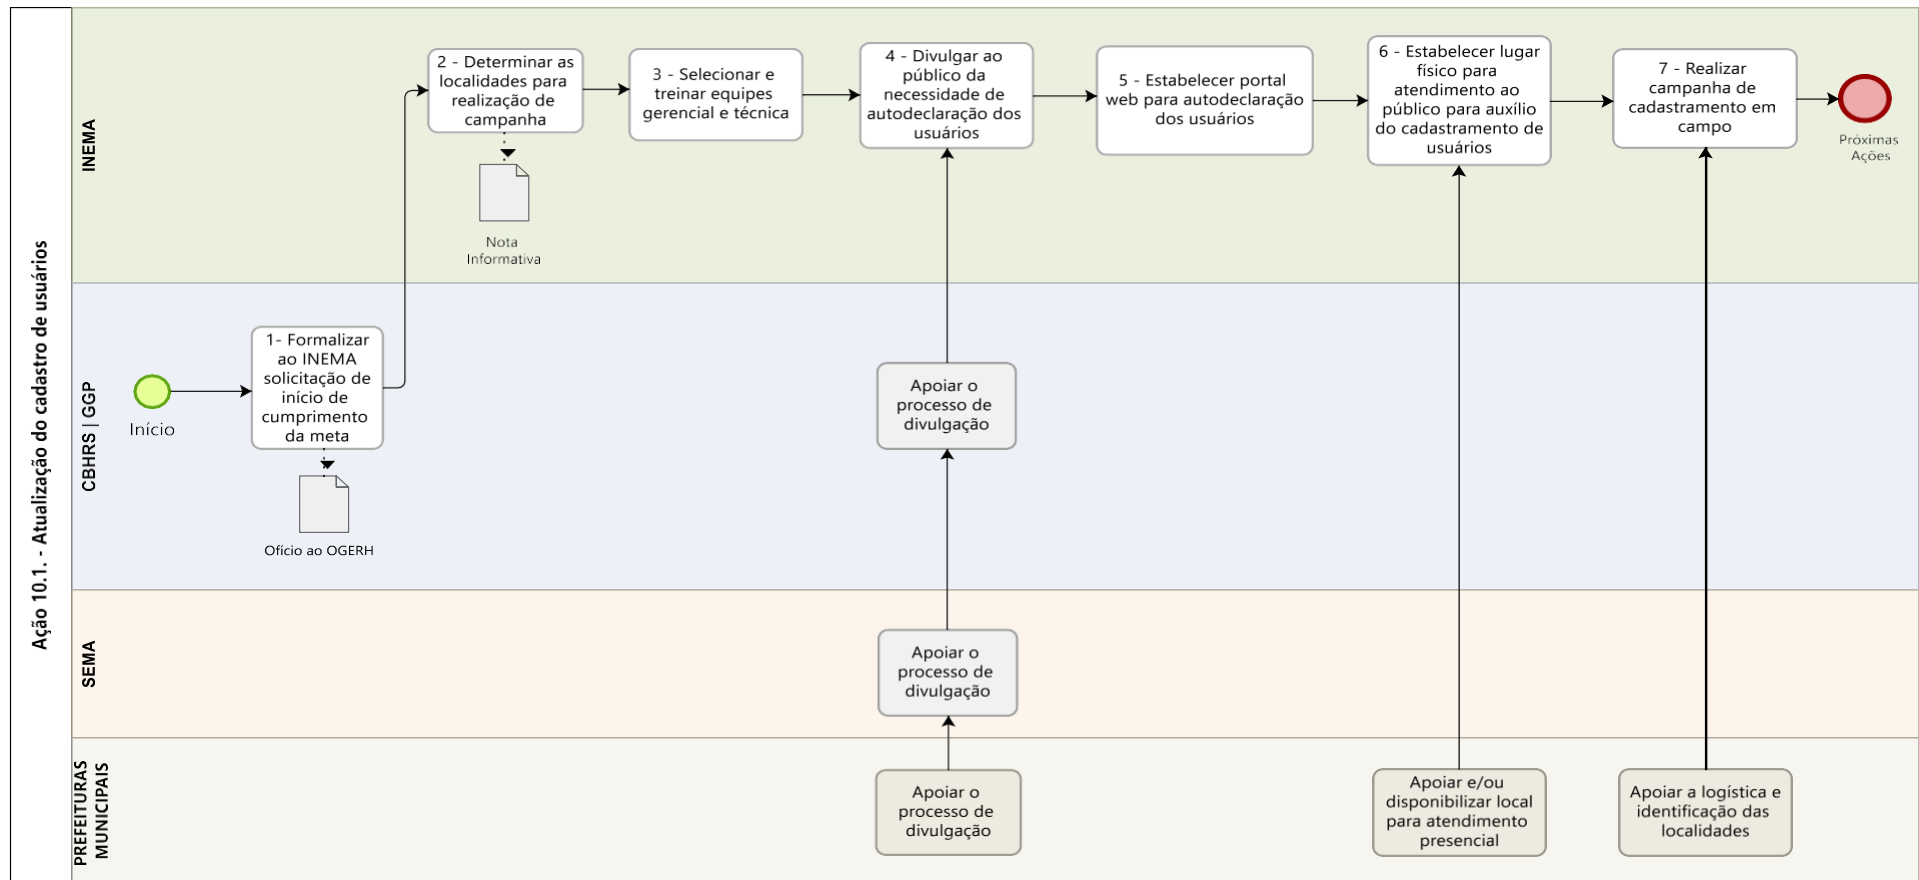 Ação 10.1. - Atualização do cadastro de usuários
INEMA
2 - Determinar as
localidades para
realização de
campanha
Nota
Informativa
3 - Selecionar e
treinar equipes
gerencial e técnica
4 - Divulgar ao
público da
necessidade de
autodeclaração dos
usuários
5 - Estabelecer portal
web para autodeclaração
dos usuários
6 - Estabelecer lugar
físico para
atendimento ao
público para auxílio
do cadastramento de
usuários
7 - Realizar
campanha de
cadastramento em
campo
Próximas
Ações
CBHRS | GGP
Início
1- Formalizar
ao INEMA
solicitação de
início de
cumprimento
da meta
Ofício ao OGERH
Apoiar o
processo de
divulgação
SEMA
Apoiar o
processo de
divulgação
PREFEITURAS
MUNICIPAIS
Apoiar o
processo de
divulgação
Apoiar e/ou
disponibilizar local
para atendimento
presencial
Apoiar a logística e
identificação das
localidades